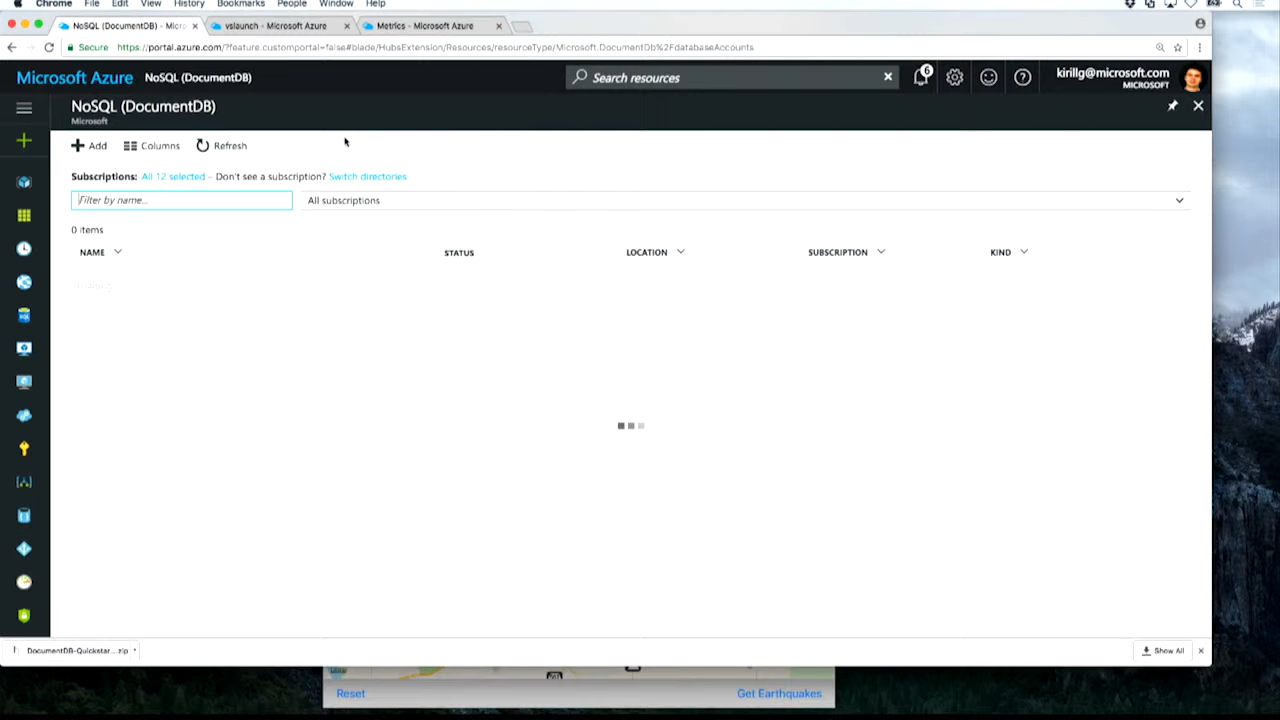 Chrome File Edit View History Bookmarks People Window Help
NoSQL (DocumentDB) - Micro
vslaunch - Microsoft Azure
Metrics - Microsoft Azure
Secure https://portal.azure.com/?feature.customportal=false#blade/HubsExtension/Resources/resourceType/Microsoft.DocumentDb%2FdatabaseAccounts
Microsoft Azure NoSQL (DocumentDB)
Search resources
6
kirillg@microsoft.com
MICROSOFT
NoSQL (DocumentDB)
Microsoft
Add Columns Refresh
Subscriptions: All 12 selected – Don't see a subscription? Switch directories
Filter by name...
All subscriptions
0 items
NAME STATUS LOCATION SUBSCRIPTION KIND
DocumentDB-Quickstar...zip
Show All
Reset Get Earthquakes